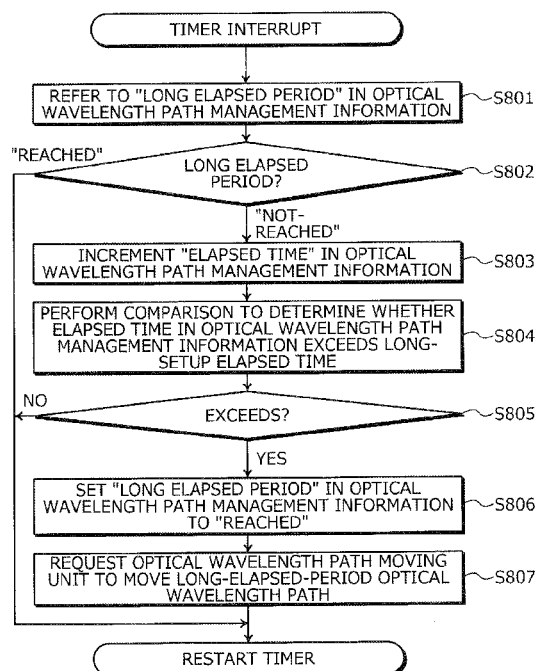 TIMER INTERRUPT
REFER TO "LONG ELAPSED PERIOD" IN OPTICAL
WAVELENGTH PATH MANAGEMENT INFORMATION
S801
"REACHED"
LONG ELAPSED
PERIOD?
S802
"NOT-
REACHED"
INCREMENT "ELAPSED TIME" IN OPTICAL
WAVELENGTH PATH MANAGEMENT INFORMATION
S803
PERFORM COMPARISON TO DETERMINE WHETHER
ELAPSED TIME IN OPTICAL WAVELENGTH PATH
MANAGEMENT INFORMATION EXCEEDS LONG-
SETUP ELAPSED TIME
S804
NO
EXCEEDS?
S805
YES
SET "LONG ELAPSED PERIOD" IN OPTICAL
WAVELENGTH PATH MANAGEMENT INFORMATION
TO "REACHED"
S806
REQUEST OPTICAL WAVELENGTH PATH MOVING
UNIT TO MOVE LONG-ELAPSED-PERIOD OPTICAL
WAVELENGTH PATH
S807
RESTART TIMER